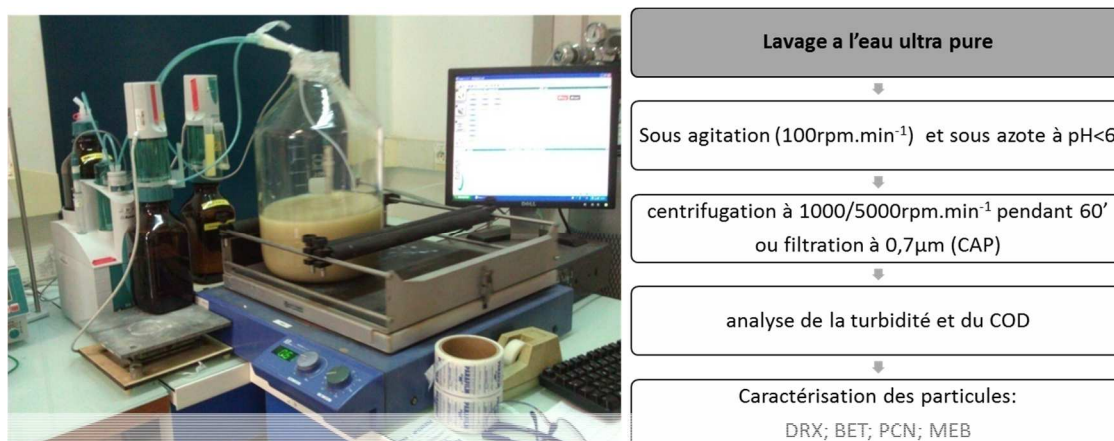 Lavage a l'eau ultra pure
Sous agitation (100rpm.min⁻¹) et sous azote à pH<6
centrifugation à 1000/5000rpm.min⁻¹ pendant 60'
ou filtration à 0,7µm (CAP)
analyse de la turbidité et du COD
Caractérisation des particules:
DRX; BET; PCN; MEB